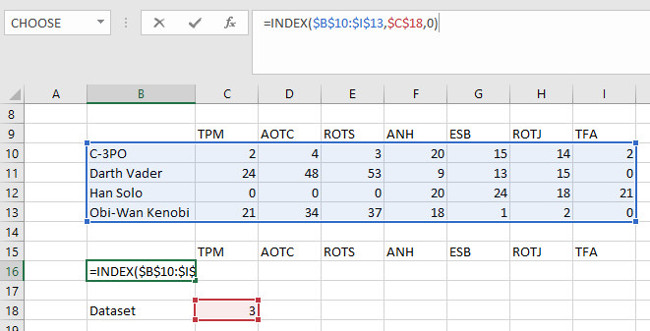 CHOOSE fx =INDEX($B$10:$I$13,$C$18,0)
A B C D E F G H I
8
9 TPM AOTC ROTS ANH ESB ROTJ TFA
10 C-3PO 2 4 3 20 15 14 2
11 Darth Vader 24 48 53 9 13 15 0
12 Han Solo 0 0 0 20 24 18 21
13 Obi-Wan Kenobi 21 34 37 18 1 2 0
14
15 TPM AOTC ROTS ANH ESB ROTJ TFA
16 =INDEX($B$10:$I$
17
18 Dataset 3
19